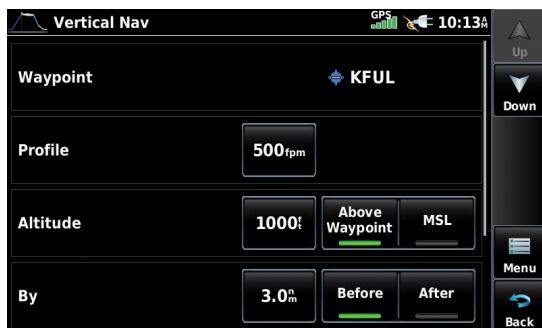 Vertical Nav GPS 10:13AM
Up
Waypoint KFUL
Down
Profile 500fpm
Altitude 1000ft Above Waypoint MSL
Menu
By 3.0nm Before After
Back